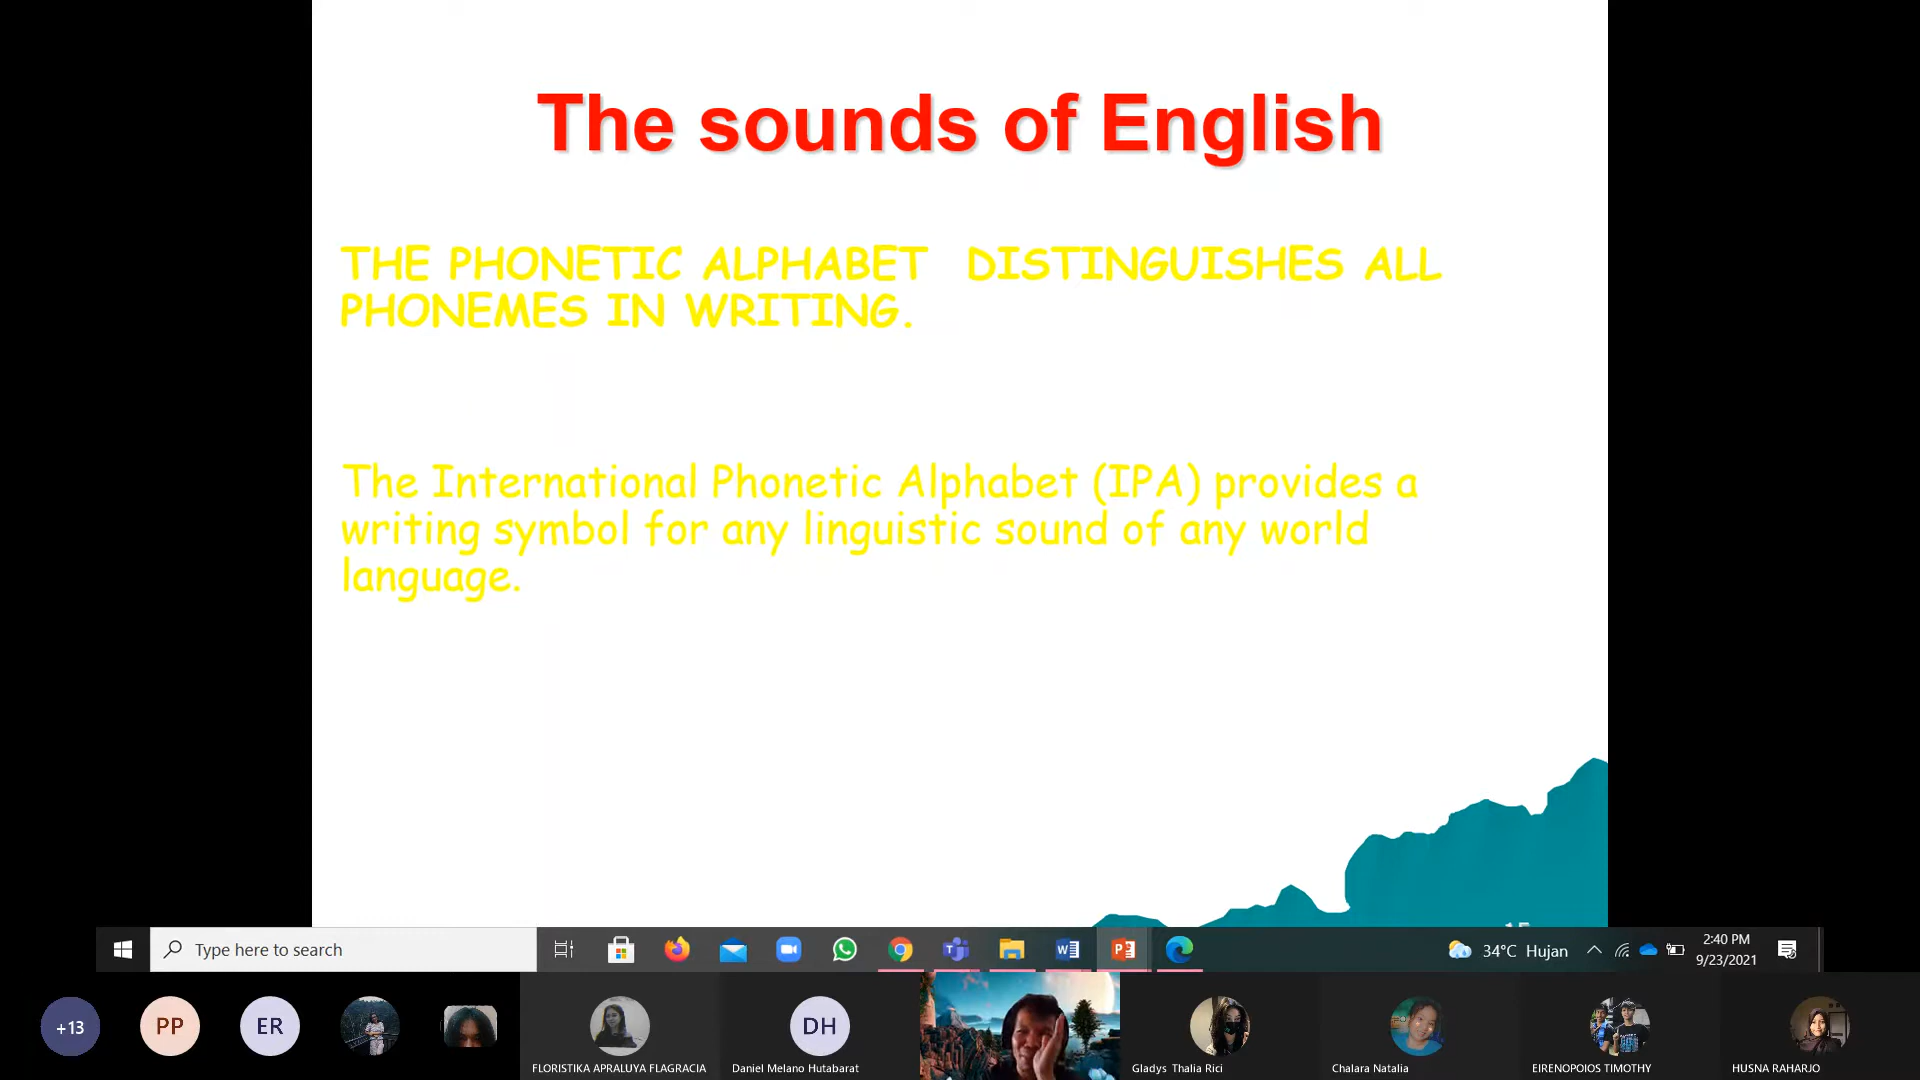 The sounds of English
THE PHONETIC ALPHABET  DISTINGUISHES ALL
PHONEMES IN WRITING.
The International Phonetic Alphabet (IPA) provides a
writing symbol for any linguistic sound of any world
language.
Type here to search
34°C Hujan
2:40 PM
9/23/2021
+13
PP
ER
DH
FLORISTIKA APRALUYA FLAGRACIA
Daniel Melano Hutabarat
Gladys Thalia Rici
Chalara Natalia
EIRENOPOIOS TIMOTHY
HUSNA RAHARJO